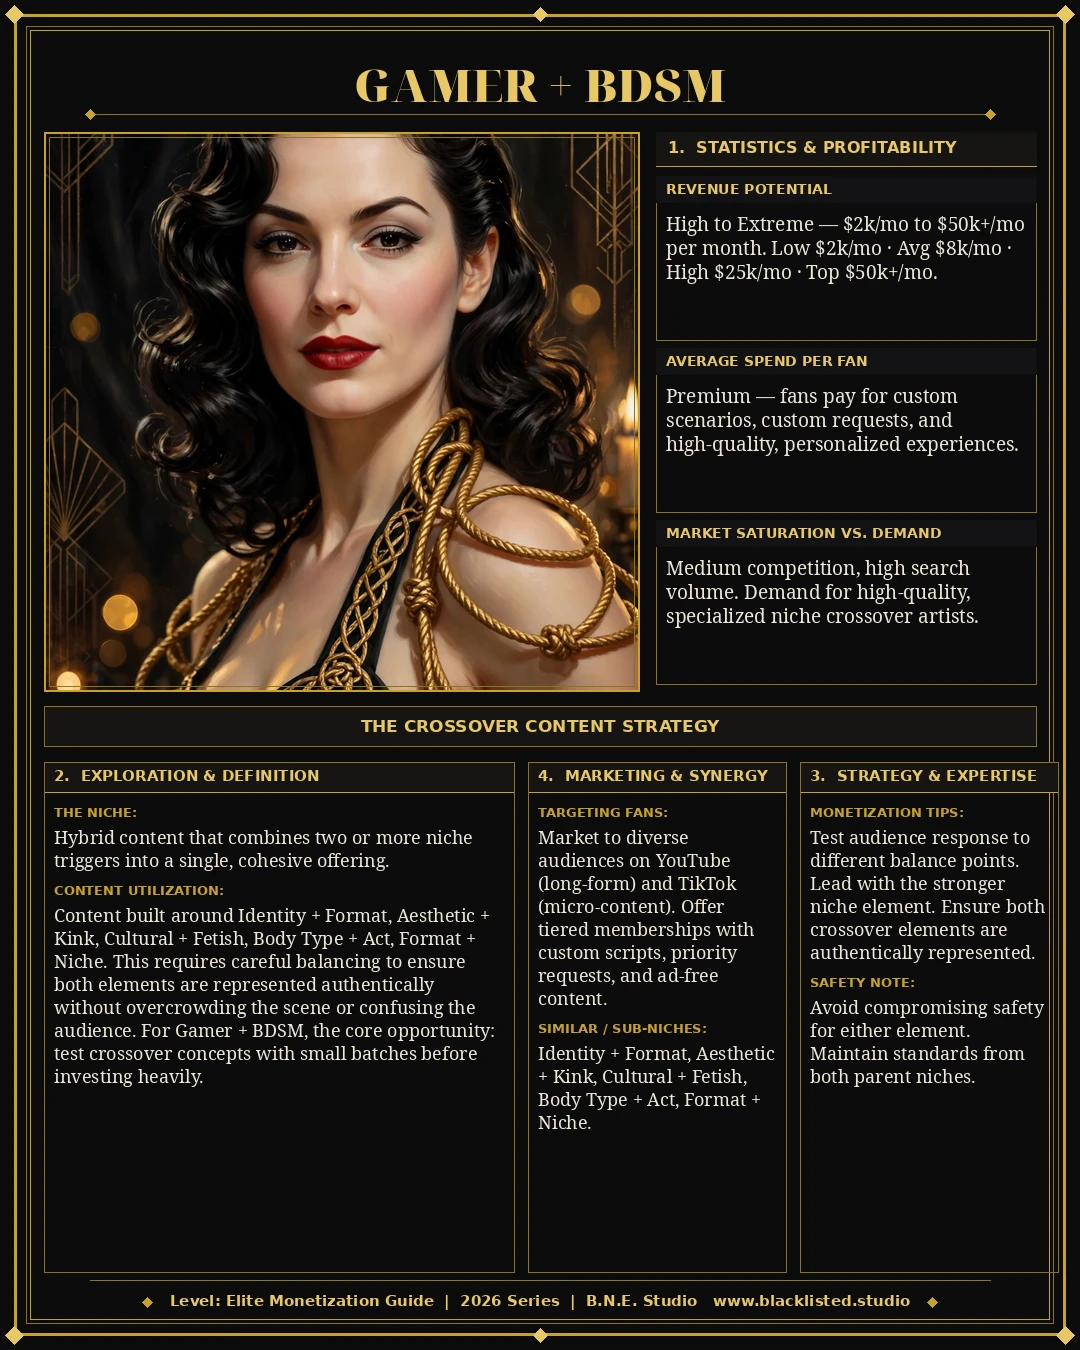 GAMER + BDSM
1. STATISTICS & PROFITABILITY
REVENUE POTENTIAL
High to Extreme — $2k/mo to $50k+/mo
per month. Low $2k/mo · Avg $8k/mo ·
High $25k/mo · Top $50k+/mo.
AVERAGE SPEND PER FAN
Premium — fans pay for custom
scenarios, custom requests, and
high-quality, personalized experiences.
MARKET SATURATION VS. DEMAND
Medium competition, high search
volume. Demand for high-quality,
specialized niche crossover artists.
THE CROSSOVER CONTENT STRATEGY
2. EXPLORATION & DEFINITION
THE NICHE:
Hybrid content that combines two or more niche
triggers into a single, cohesive offering.
CONTENT UTILIZATION:
Content built around Identity + Format, Aesthetic +
Kink, Cultural + Fetish, Body Type + Act, Format +
Niche. This requires careful balancing to ensure
both elements are represented authentically
without overcrowding the scene or confusing the
audience. For Gamer + BDSM, the core opportunity:
test crossover concepts with small batches before
investing heavily.
4. MARKETING & SYNERGY
TARGETING FANS:
Market to diverse
audiences on YouTube
(long-form) and TikTok
(micro-content). Offer
tiered memberships with
custom scripts, priority
requests, and ad-free
content.
SIMILAR / SUB-NICHES:
Identity + Format, Aesthetic
+ Kink, Cultural + Fetish,
Body Type + Act, Format +
Niche.
3. STRATEGY & EXPERTISE
MONETIZATION TIPS:
Test audience response to
different balance points.
Lead with the stronger
niche element. Ensure both
crossover elements are
authentically represented.
SAFETY NOTE:
Avoid compromising safety
for either element.
Maintain standards from
both parent niches.
Level: Elite Monetization Guide | 2026 Series | B.N.E. Studio www.blacklisted.studio